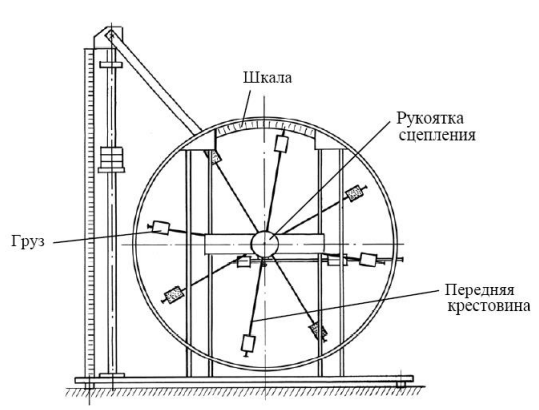 Шкала
Рукоятка
сцепления
Груз
Передняя
крестовина